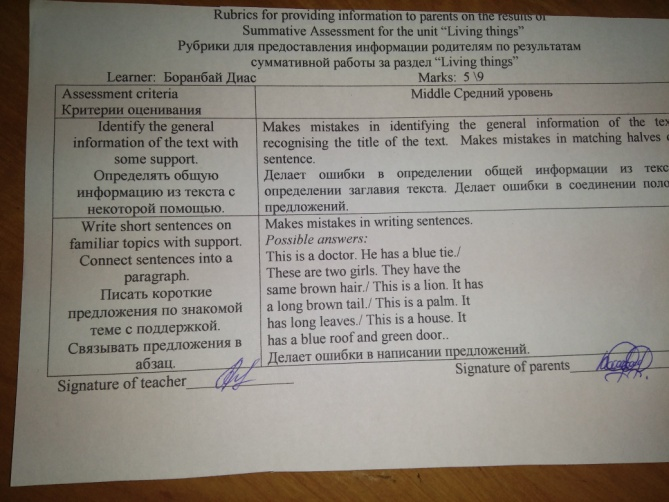 Rubrics for providing information to parents on the results of
Summative Assessment for the unit “Living things”
Рубрики для предоставления информации родителям по результатам
суммативной работы за раздел “Living things”
Learner: Боранбай Диас Marks: 5 \9
Assessment criteria
Критерии оценивания
Middle Средний уровень
Identify the general
information of the text with
some support.
Определять общую
информацию из текста с
некоторой помощью.
Makes mistakes in identifying the general information of the
recognising the title of the text. Makes mistakes in matching halves
sentence.
Делает ошибки в определении общей информации из
определении заглавия текста. Делает ошибки в соединении
предложений.
Write short sentences on
familiar topics with support.
Connect sentences into a
paragraph.
Писать короткие
предложения по знакомой
теме с поддержкой.
Связывать предложения в
абзац.
Makes mistakes in writing sentences.
Possible answers:
This is a doctor. He has a blue tie./
These are two girls. They have the
same brown hair./ This is a lion. It has
a long brown tail./ This is a palm. It
has long leaves./ This is a house. It
has a blue roof and green door..
Делает ошибки в написании предложений.
Signature of teacher
Signature of parents